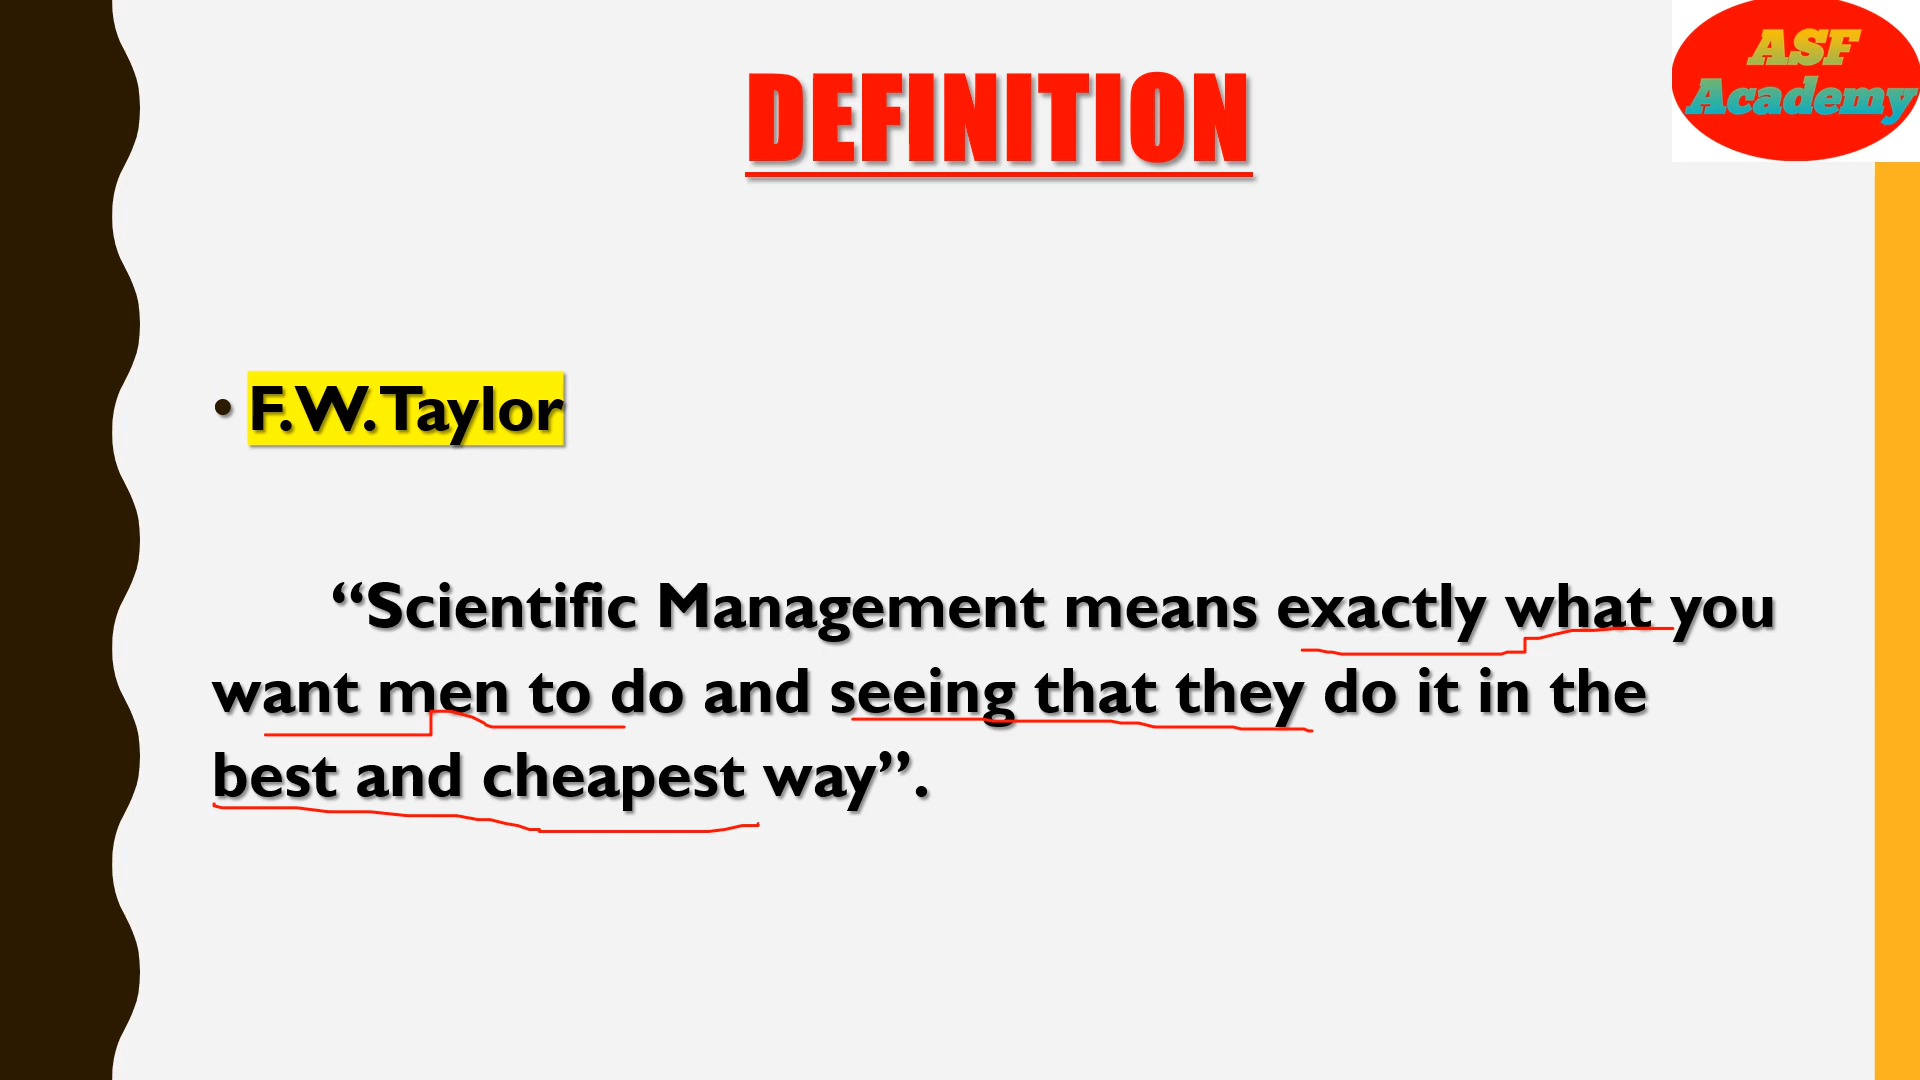 ASF
Academy
DEFINITION
• F.W.Taylor
“Scientific Management means exactly what you
want men to do and seeing that they do it in the
best and cheapest way”.